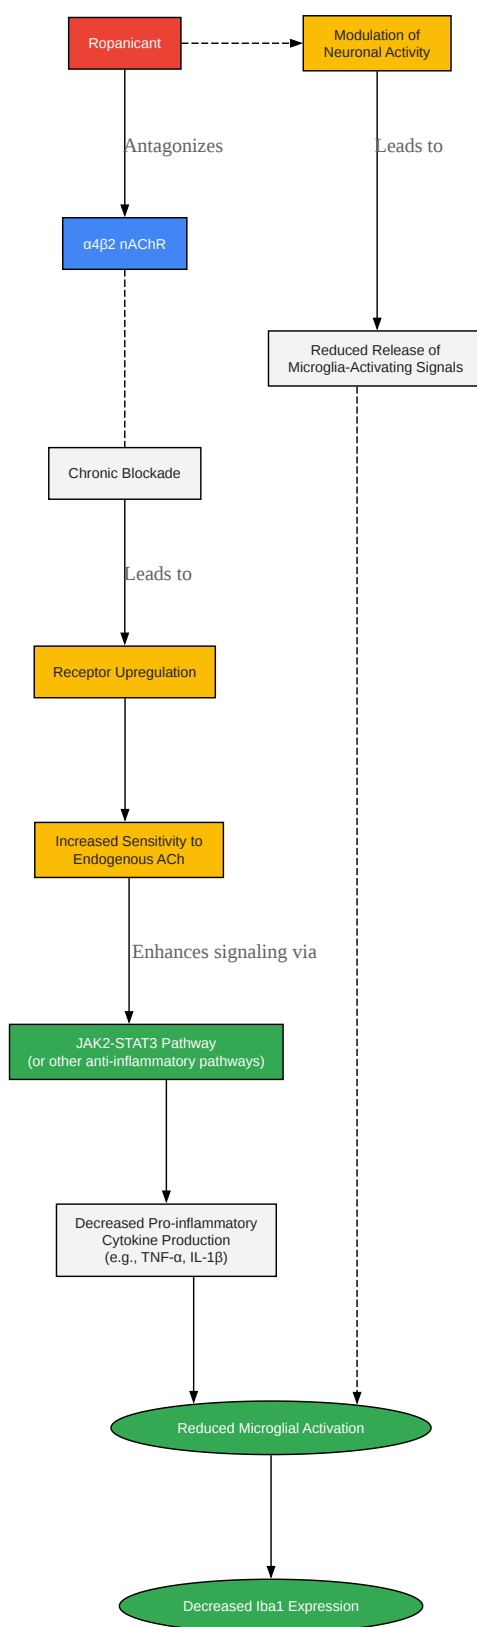 Ropanicant
Modulation of
Neuronal Activity
Antagonizes
Leads to
α4β2 nAChR
Reduced Release of
Microglia-Activating Signals
Chronic Blockade
Leads to
Receptor Upregulation
Increased Sensitivity to
Endogenous ACh
Enhances signaling via
JAK2-STAT3 Pathway
(or other anti-inflammatory pathways)
Decreased Pro-inflammatory
Cytokine Production
(e.g., TNF-α, IL-1β)
Reduced Microglial Activation
Decreased Iba1 Expression